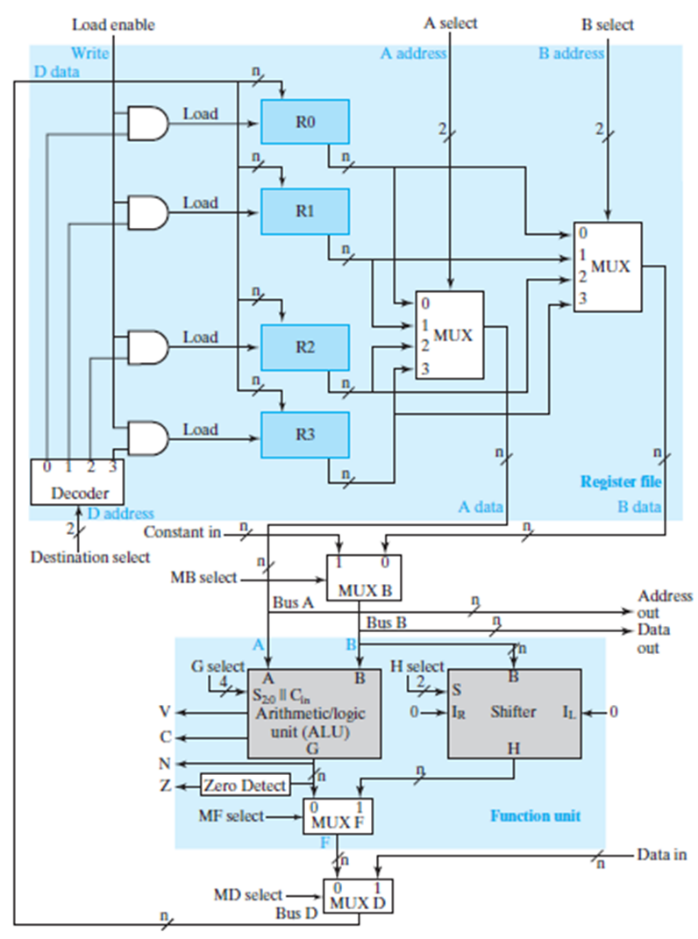 Load enable
A select
B select
Write
A address
B address
D data
n
Load
R0
2
2
n
n
Load
R1
0
n
1
MUX
2
n
0
3
1
MUX
Load
R2
2
n
3
n
Load
R3
n
n
n
0 1 2 3
Register file
Decoder
D address
A data
B data
2
Constant in
n
n
Destination select
n
1 0
MB select
MUX B
Bus A
n
Address
out
Bus B
n
Data
out
A
B
n
G select
A
B
H select
B
4
S2:0 || Cin
2
S
V
Arithmetic/logic
0
IR
Shifter
IL
0
C
unit (ALU)
G
H
N
n
n
Z
Zero Detect
0 1
MF select
MUX F
Function unit
F
n
Data in
n
0 1
MD select
MUX D
Bus D
n